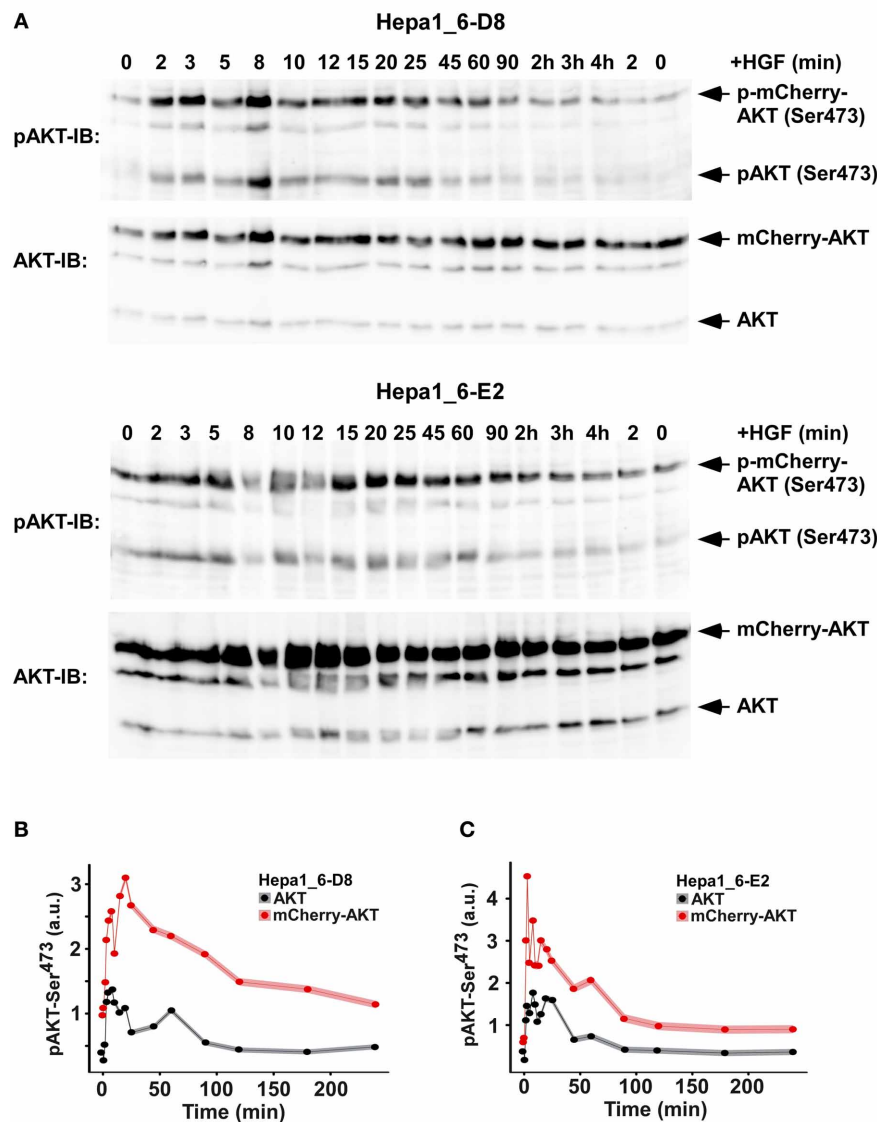 A
Hepa1_6-D8
0 2 3 5 8 10 12 15 20 25 45 60 90 2h 3h 4h 2 0 +HGF (min)
pAKT-IB:
p-mCherry-
AKT (Ser473)
pAKT (Ser473)
AKT-IB:
mCherry-AKT
AKT
Hepa1_6-E2
0 2 3 5 8 10 12 15 20 25 45 60 90 2h 3h 4h 2 0 +HGF (min)
pAKT-IB:
p-mCherry-
AKT (Ser473)
pAKT (Ser473)
AKT-IB:
mCherry-AKT
AKT
B
Hepa1_6-D8
AKT
mCherry-AKT
pAKT-Ser473 (a.u.)
3
2
1
0 50 100 150 200
Time (min)
C
Hepa1_6-E2
AKT
mCherry-AKT
pAKT-Ser473 (a.u.)
4
3
2
1
0 50 100 150 200
Time (min)